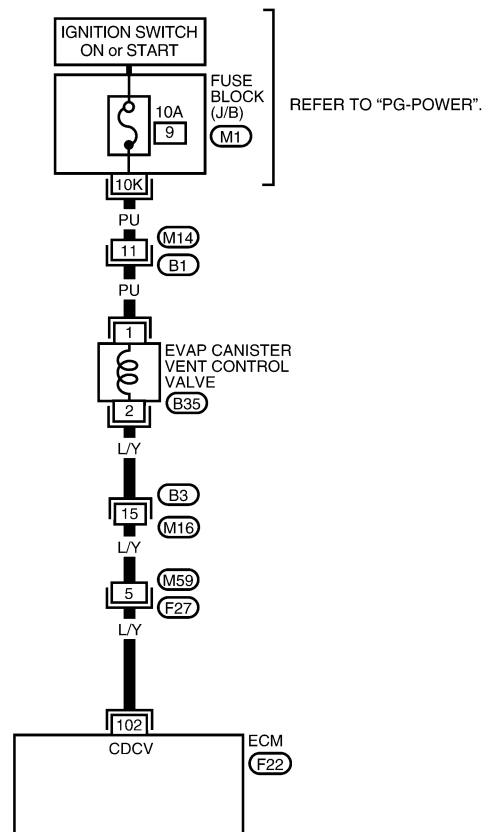 IGNITION SWITCH
ON or START
FUSE
BLOCK
(J/B)
M1
10A
9
REFER TO “PG-POWER”.
10K
PU
11
M14
B1
PU
1
EVAP CANISTER
VENT CONTROL
VALVE
B35
2
L/Y
B3
15
M16
L/Y
M59
5
F27
L/Y
102
CDCV
ECM
F22